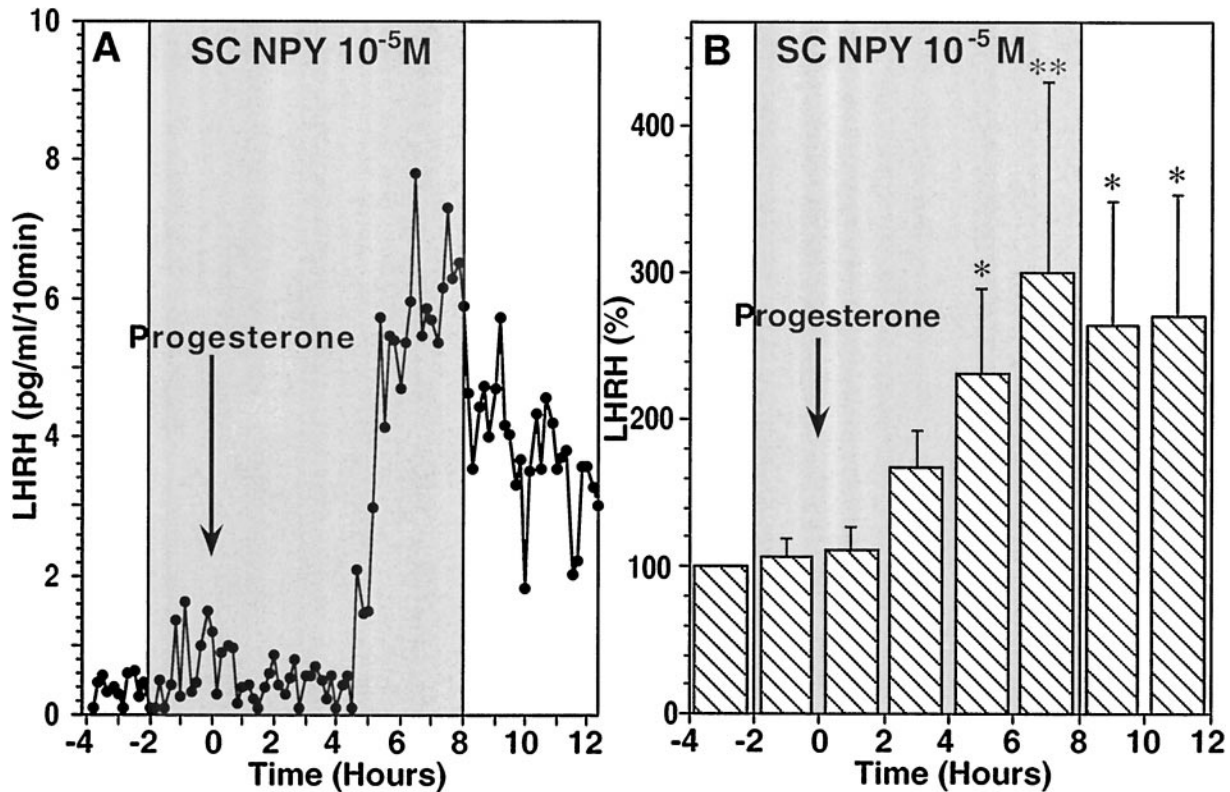 A
SC NPY 10⁻⁵M
Progesterone
LHRH (pg/ml/10min)
10
8
6
4
2
0
-4 -2 0 2 4 6 8 10 12
Time (Hours)
B
SC NPY 10⁻⁵M
**
*
*
*
Progesterone
LHRH (%)
400
300
200
100
0
-4 -2 0 2 4 6 8 10 12
Time (Hours)